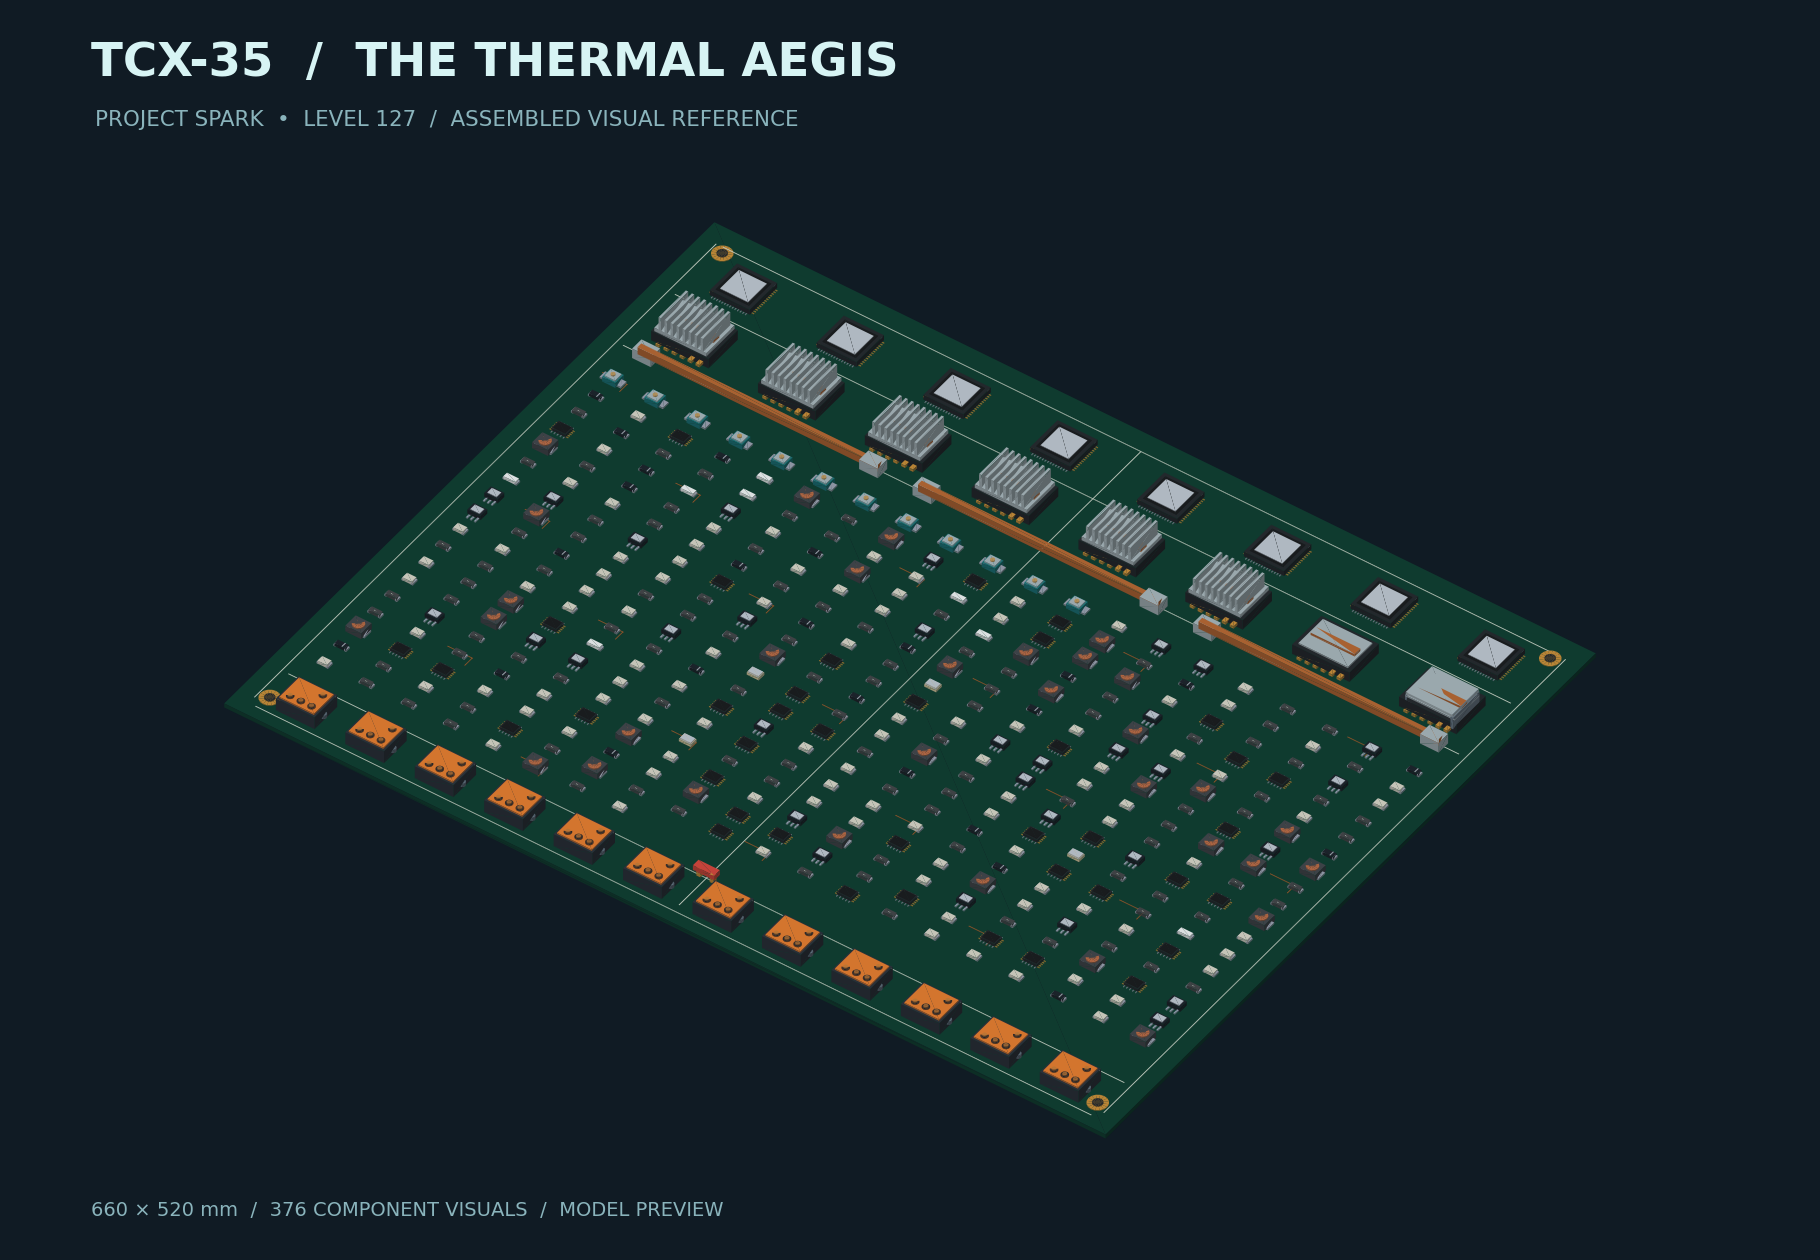 TCX-35 / THE THERMAL AEGIS
PROJECT SPARK • LEVEL 127 / ASSEMBLED VISUAL REFERENCE
660 × 520 mm / 376 COMPONENT VISUALS / MODEL PREVIEW